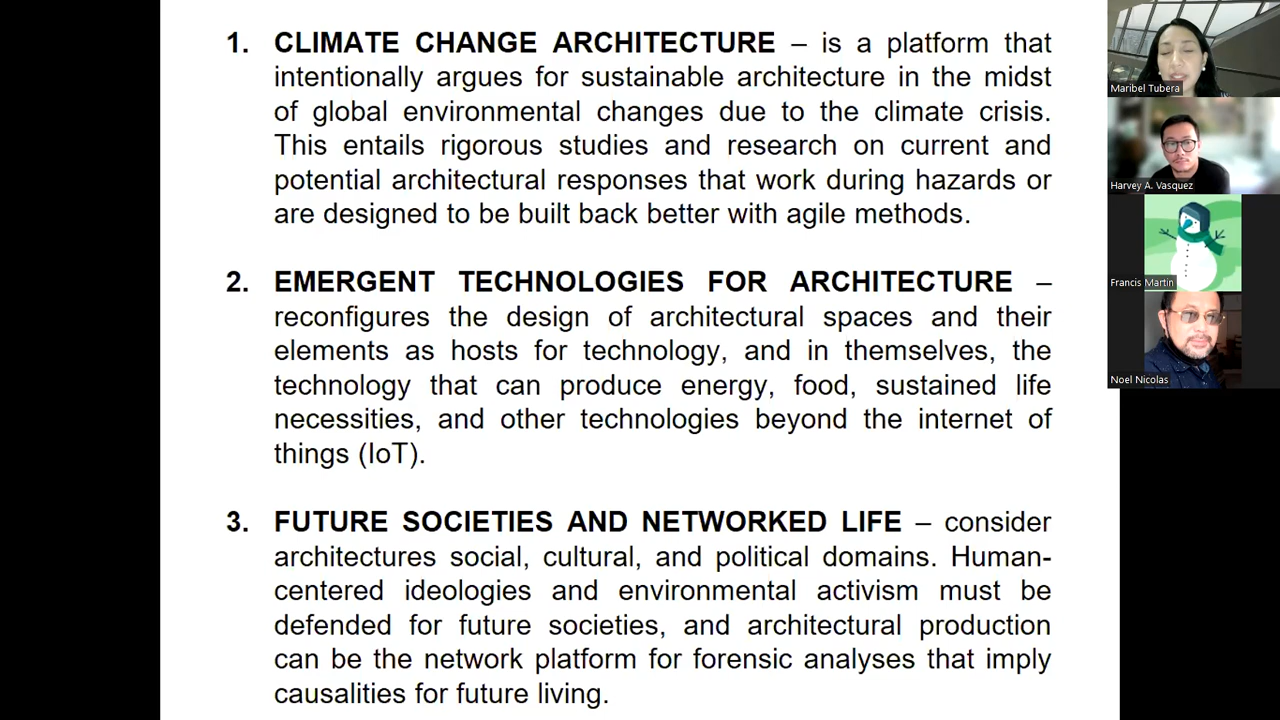 1. CLIMATE CHANGE ARCHITECTURE – is a platform that
intentionally argues for sustainable architecture in the midst
of global environmental changes due to the climate crisis.
This entails rigorous studies and research on current and
potential architectural responses that work during hazards or
are designed to be built back better with agile methods.
2. EMERGENT TECHNOLOGIES FOR ARCHITECTURE –
reconfigures the design of architectural spaces and their
elements as hosts for technology, and in themselves, the
technology that can produce energy, food, sustained life
necessities, and other technologies beyond the internet of
things (IoT).
3. FUTURE SOCIETIES AND NETWORKED LIFE – consider
architectures social, cultural, and political domains. Human-
centered ideologies and environmental activism must be
defended for future societies, and architectural production
can be the network platform for forensic analyses that imply
causalities for future living.
Maribel Tubera
Harvey A. Vasquez
Francis Martin
Noel Nicolas